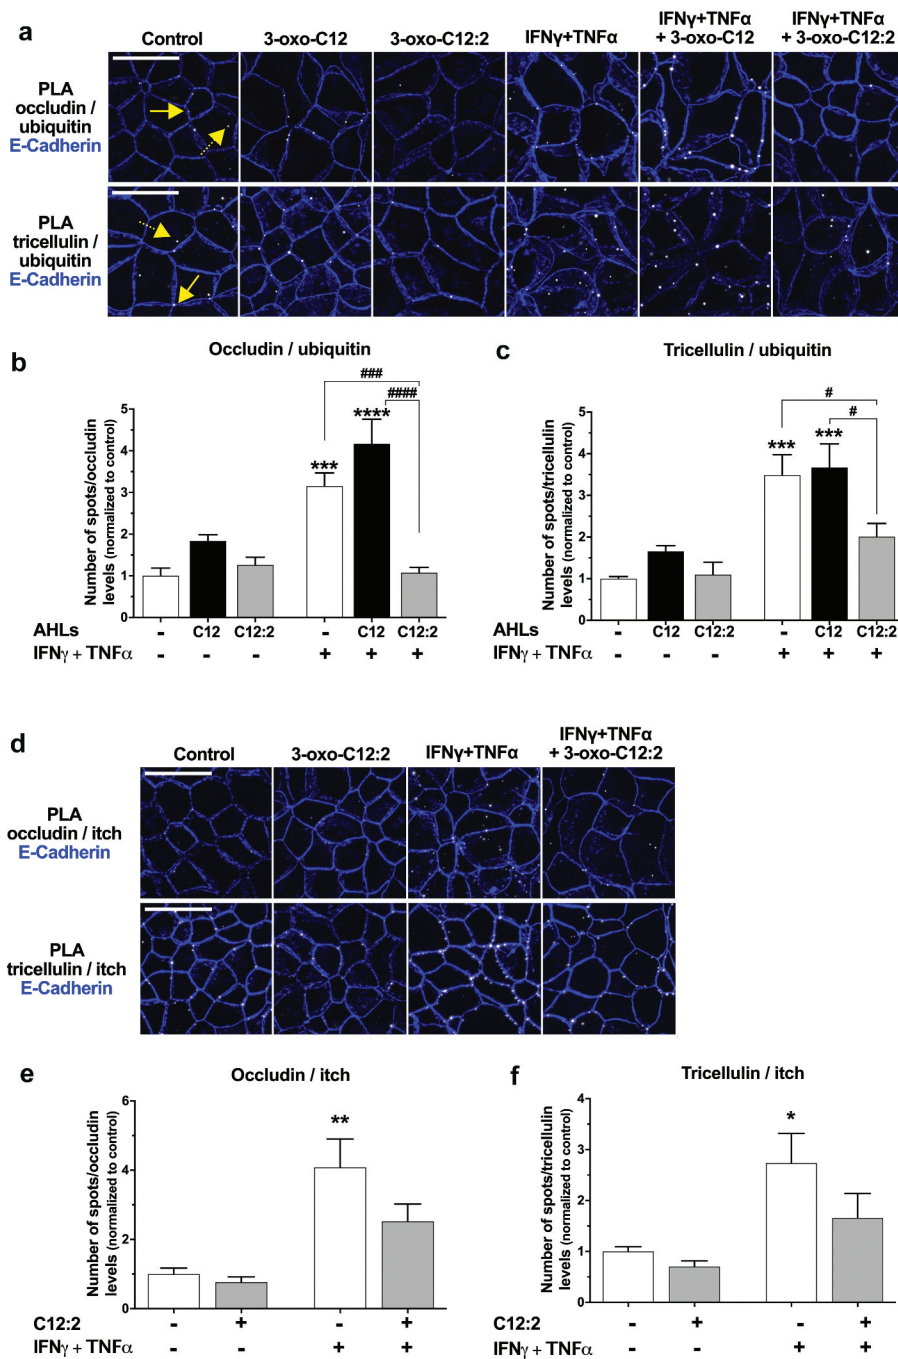 a
Control
3-oxo-C12
3-oxo-C12:2
IFNγ+TNFα
IFNγ+TNFα
+ 3-oxo-C12
IFNγ+TNFα
+ 3-oxo-C12:2
PLA
occludin /
ubiquitin
E-Cadherin
PLA
tricellulin /
ubiquitin
E-Cadherin
b
Occludin / ubiquitin
Number of spots/occludin
levels (normalized to control)
5
4
3
2
1
0
***
****
###
####
AHLs
- C12 C12:2 - C12 C12:2
IFNγ + TNFα
- - - + + +
c
Tricellulin / ubiquitin
Number of spots/tricellulin
levels (normalized to control)
5
4
3
2
1
0
***
***
#
#
AHLs
- C12 C12:2 - C12 C12:2
IFNγ + TNFα
- - - + + +
d
Control
3-oxo-C12:2
IFNγ+TNFα
IFNγ+TNFα
+ 3-oxo-C12:2
PLA
occludin / itch
E-Cadherin
PLA
tricellulin / itch
E-Cadherin
e
Occludin / itch
Number of spots/occludin
levels (normalized to control)
6
4
2
0
**
C12:2
- + - +
IFNγ + TNFα
- - + +
f
Tricellulin / itch
Number of spots/tricellulin
levels (normalized to control)
4
3
2
1
0
*
C12:2
- + - +
IFNγ + TNFα
- - + +